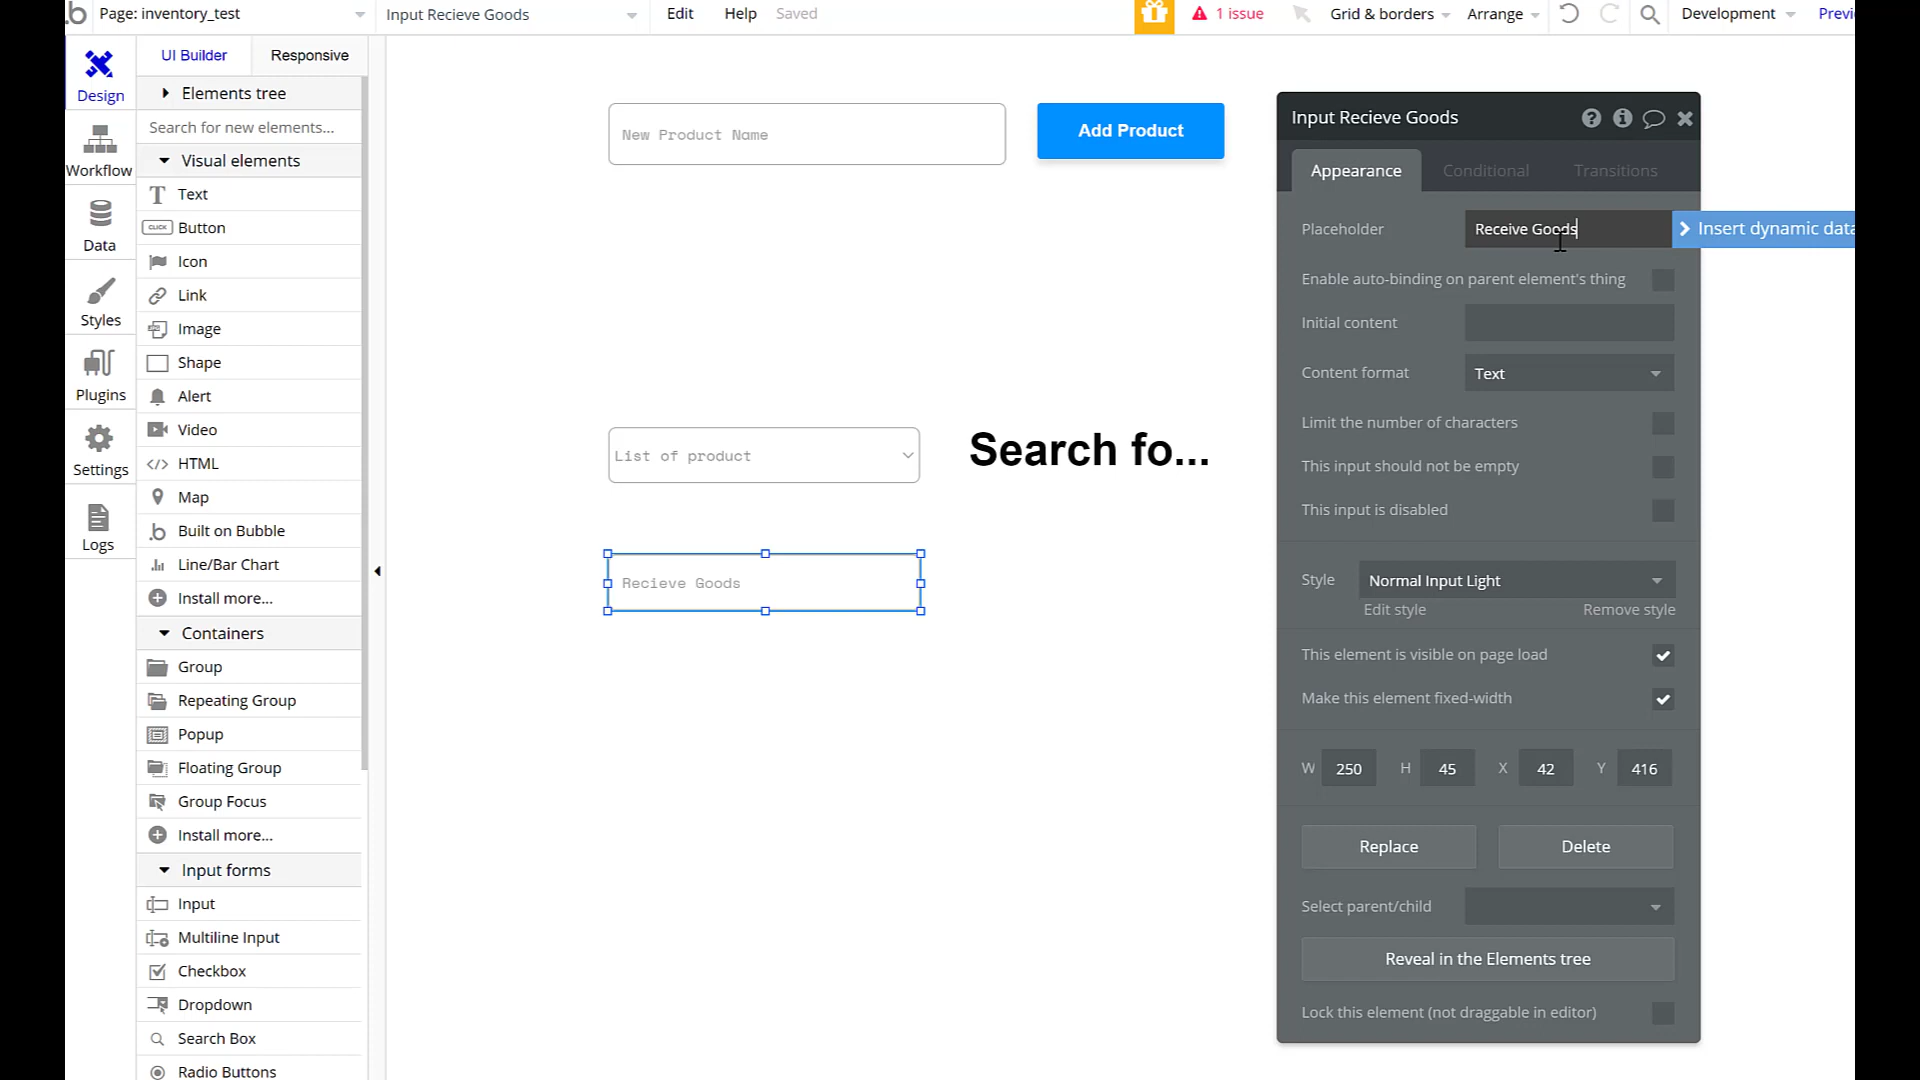 Page: inventory_test
Input Recieve Goods
Edit
Help
Saved
1 issue
Grid & borders
Arrange
Development
Previ
UI Builder
Responsive
Design
Workflow
Data
Styles
Plugins
Settings
Logs
Elements tree
Search for new elements...
Visual elements
Text
CLICK
Button
Icon
Link
Image
Shape
Alert
Video
HTML
Map
Built on Bubble
Line/Bar Chart
Install more...
Containers
Group
Repeating Group
Popup
Floating Group
Group Focus
Install more...
Input forms
Input
Multiline Input
Checkbox
Dropdown
Search Box
Radio Buttons
New Product Name
Add Product
List of product
Search fo...
Recieve Goods
Input Recieve Goods
Appearance
Conditional
Transitions
Placeholder
Receive Goods
Insert dynamic data
Enable auto-binding on parent element's thing
Initial content
Content format
Text
Limit the number of characters
This input should not be empty
This input is disabled
Style
Normal Input Light
Edit style
Remove style
This element is visible on page load
Make this element fixed-width
W 250 H 45 X 42 Y 416
Replace
Delete
Select parent/child
Reveal in the Elements tree
Lock this element (not draggable in editor)